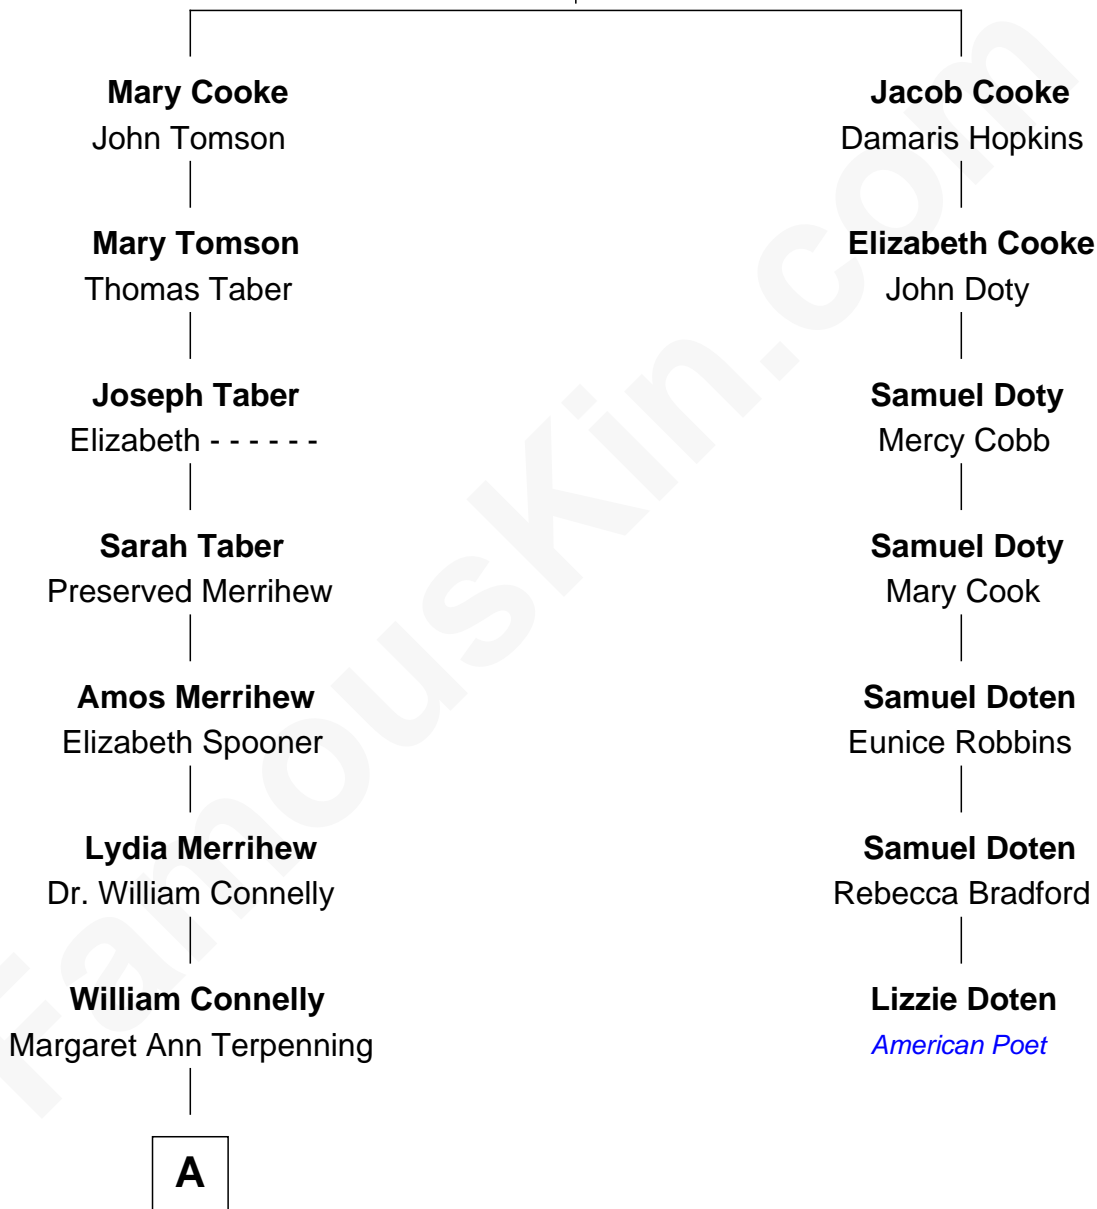 Mary Cooke
John Tomson
Mary Tomson
Thomas Taber
Joseph Taber
Elizabeth - - - - - -
Sarah Taber
Preserved Merrihew
Amos Merrihew
Elizabeth Spooner
Lydia Merrihew
Dr. William Connelly
William Connelly
Margaret Ann Terpenning
A
Jacob Cooke
Damaris Hopkins
Elizabeth Cooke
John Doty
Samuel Doty
Mercy Cobb
Samuel Doty
Mary Cook
Samuel Doten
Eunice Robbins
Samuel Doten
Rebecca Bradford
Lizzie Doten
American Poet
FamousKin.com